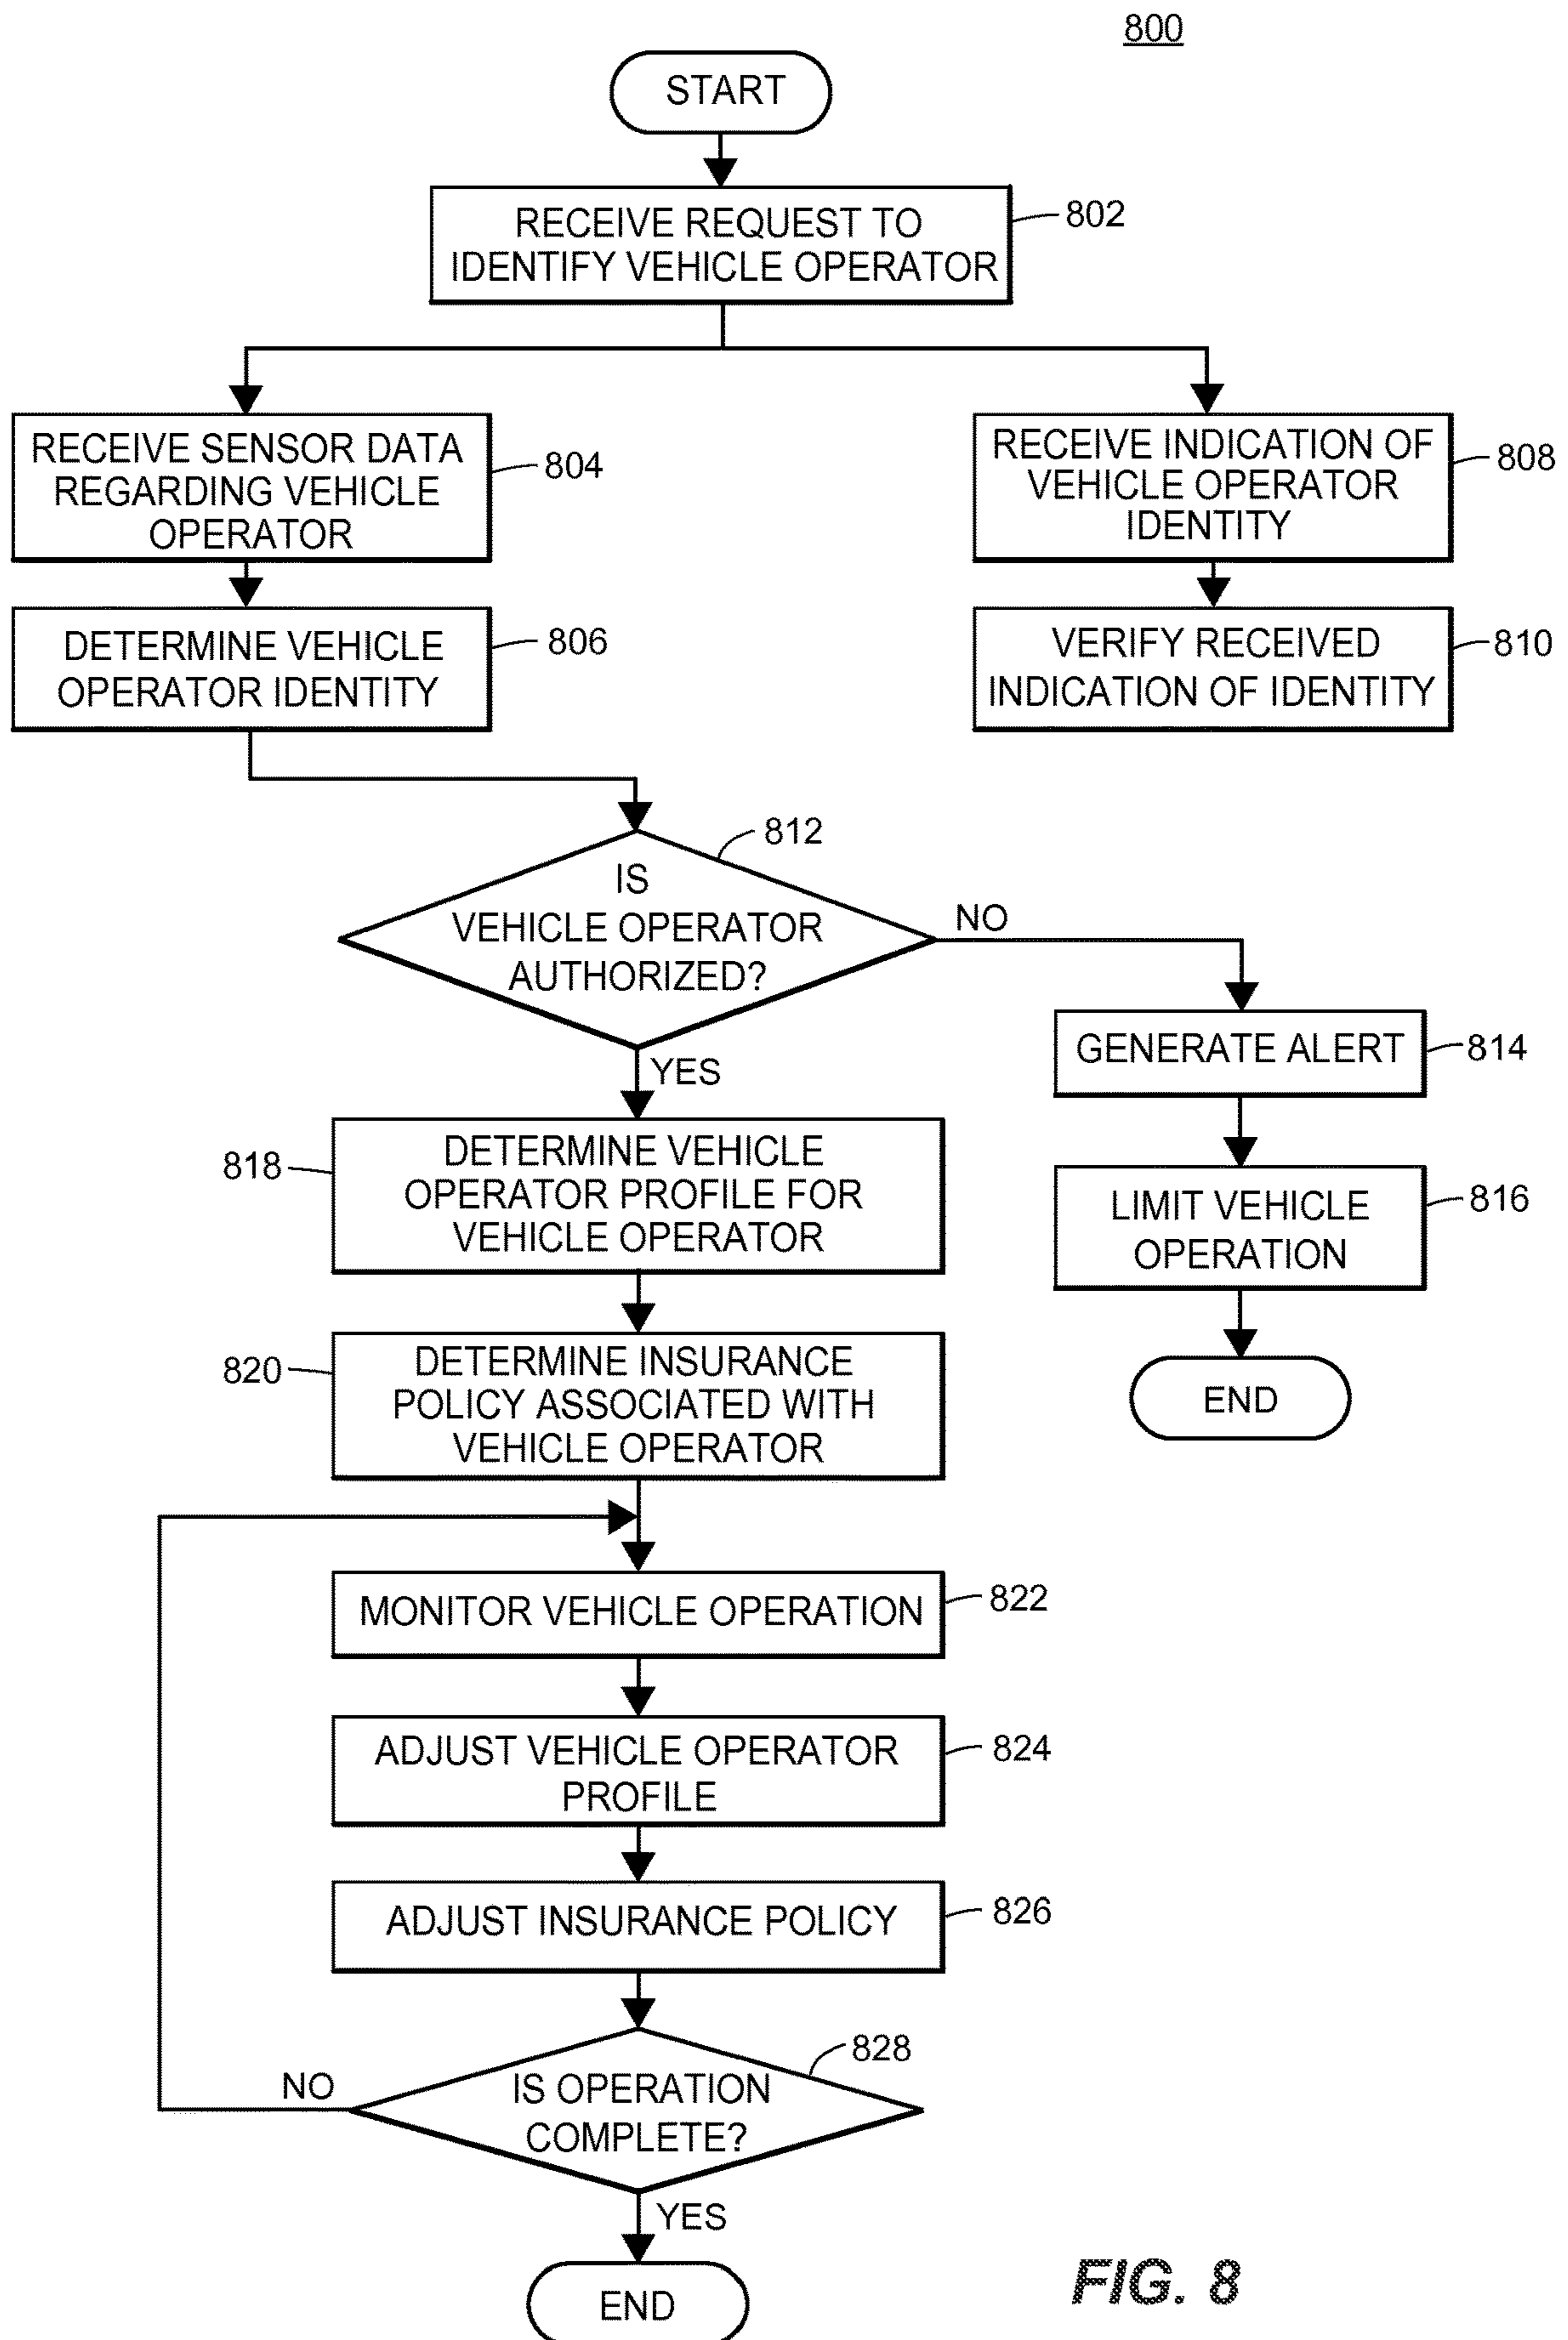 800
START
RECEIVE REQUEST TO
IDENTIFY VEHICLE OPERATOR
802
RECEIVE SENSOR DATA
REGARDING VEHICLE
OPERATOR
804
RECEIVE INDICATION OF
VEHICLE OPERATOR
IDENTITY
808
DETERMINE VEHICLE
OPERATOR IDENTITY
806
VERIFY RECEIVED
INDICATION OF IDENTITY
810
812
IS
VEHICLE OPERATOR
AUTHORIZED?
NO
YES
GENERATE ALERT
814
LIMIT VEHICLE
OPERATION
816
END
818
DETERMINE VEHICLE
OPERATOR PROFILE FOR
VEHICLE OPERATOR
820
DETERMINE INSURANCE
POLICY ASSOCIATED WITH
VEHICLE OPERATOR
MONITOR VEHICLE OPERATION
822
ADJUST VEHICLE OPERATOR
PROFILE
824
ADJUST INSURANCE POLICY
826
828
IS OPERATION
COMPLETE?
NO
YES
END
FIG. 8